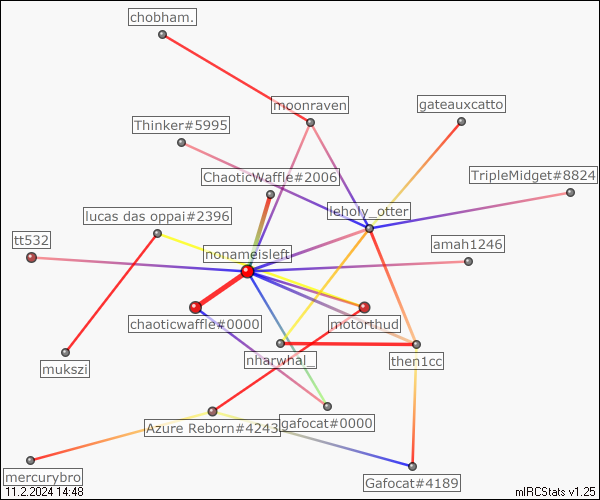 chobham.
moonraven
gateauxcatto
Thinker#5995
ChaoticWaffle#2006
TripleMidget#8824
leholy_otter
lucas das oppai#2396
tt532
nonameisleft
amah1246
chaoticwaffle#0000
motortrud
nharwhal_
then1cc
mukszi
Azure Reborn#4243
gafocat#0000
mercurybro
Gafocat#4189
11.2.2024 14:48
mIRCStats v1.25